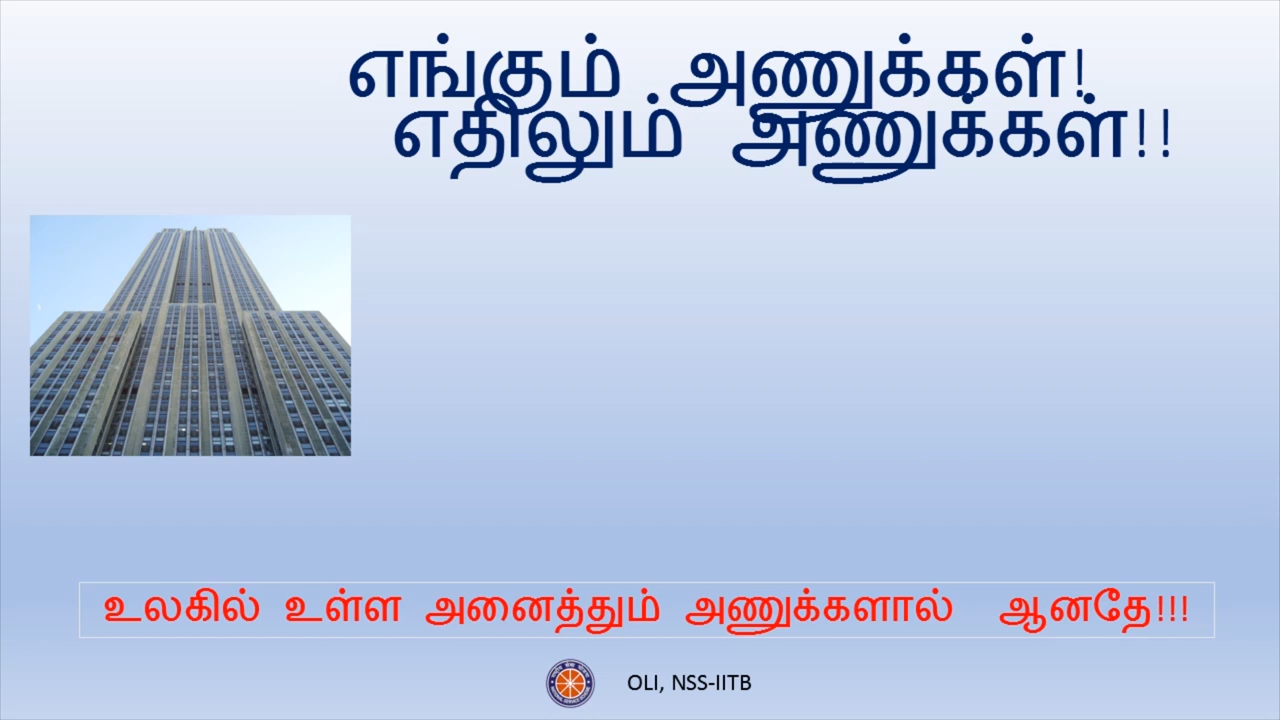 எங்கும் அணுக்கள்!
எதிலும் அணுக்கள்!!
உலகில் உள்ள அனைத்தும் அணுக்களால் ஆனதே!!!
OLI, NSS-IITB